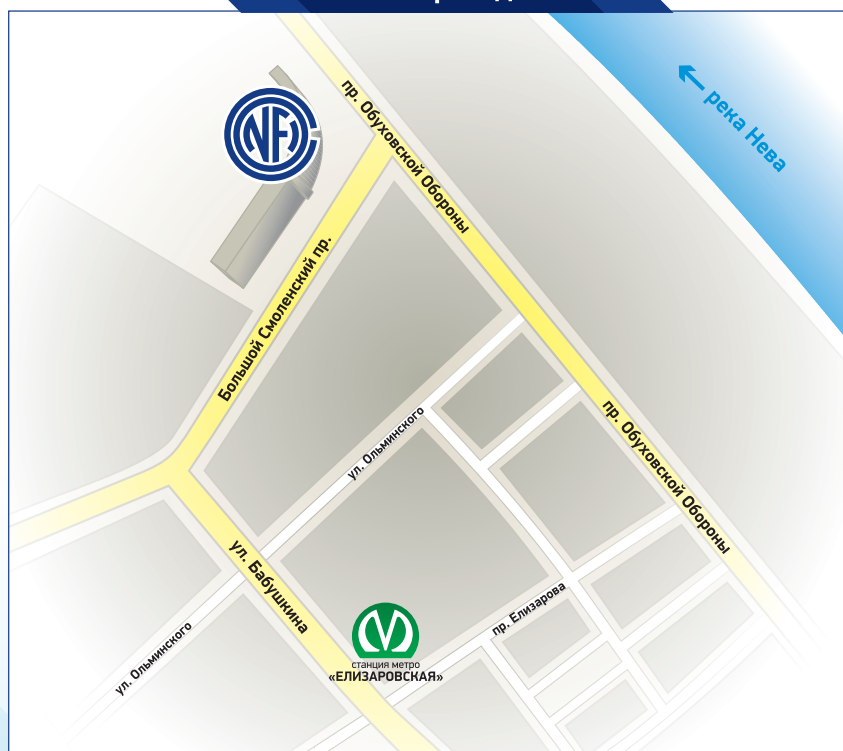 NFC
пр. Обуховской Обороны
← река Нева
Большой Смоленский пр.
ул. Ольминского
пр. Обуховской Обороны
ул. Бабушкина
пр. Елизарова
ул. Ольминского
станция метро
«ЕЛИЗАРОВСКАЯ»